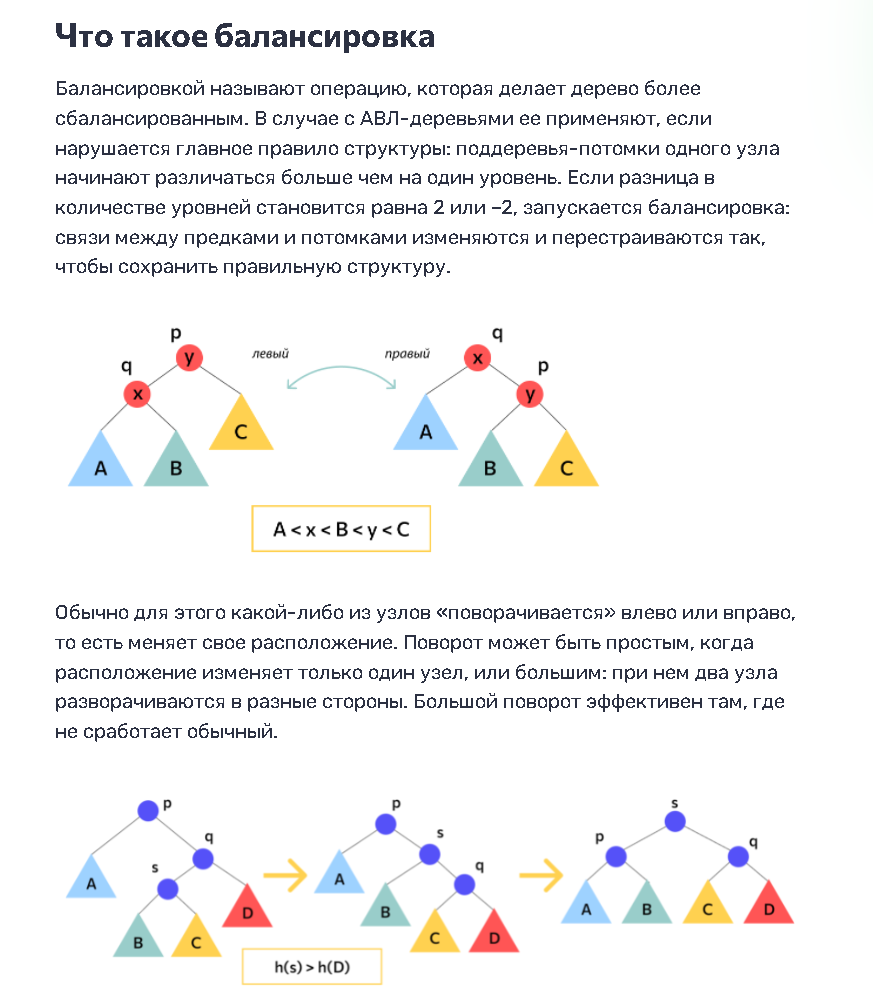 Что такое балансировка
Балансировкой называют операцию, которая делает дерево более
сбалансированным. В случае с АВЛ-деревьями ее применяют, если
нарушается главное правило структуры: поддеревья-потомки одного узла
начинают различаться больше чем на один уровень. Если разница в
количестве уровней становится равна 2 или –2, запускается балансировка:
связи между предками и потомками изменяются и перестраиваются так,
чтобы сохранить правильную структуру.
p
y
q
x
A
B
C
левый
правый
q
x
p
y
A
B
C
A < x < B < y < C
Обычно для этого какой-либо из узлов «поворачивается» влево или вправо,
то есть меняет свое расположение. Поворот может быть простым, когда
расположение изменяет только один узел, или большим: при нем два узла
разворачиваются в разные стороны. Большой поворот эффективен там, где
не сработает обычный.
p
q
s
A
D
B
C
p
s
q
A
B
C
D
s
p
q
A
B
C
D
h(s) > h(D)